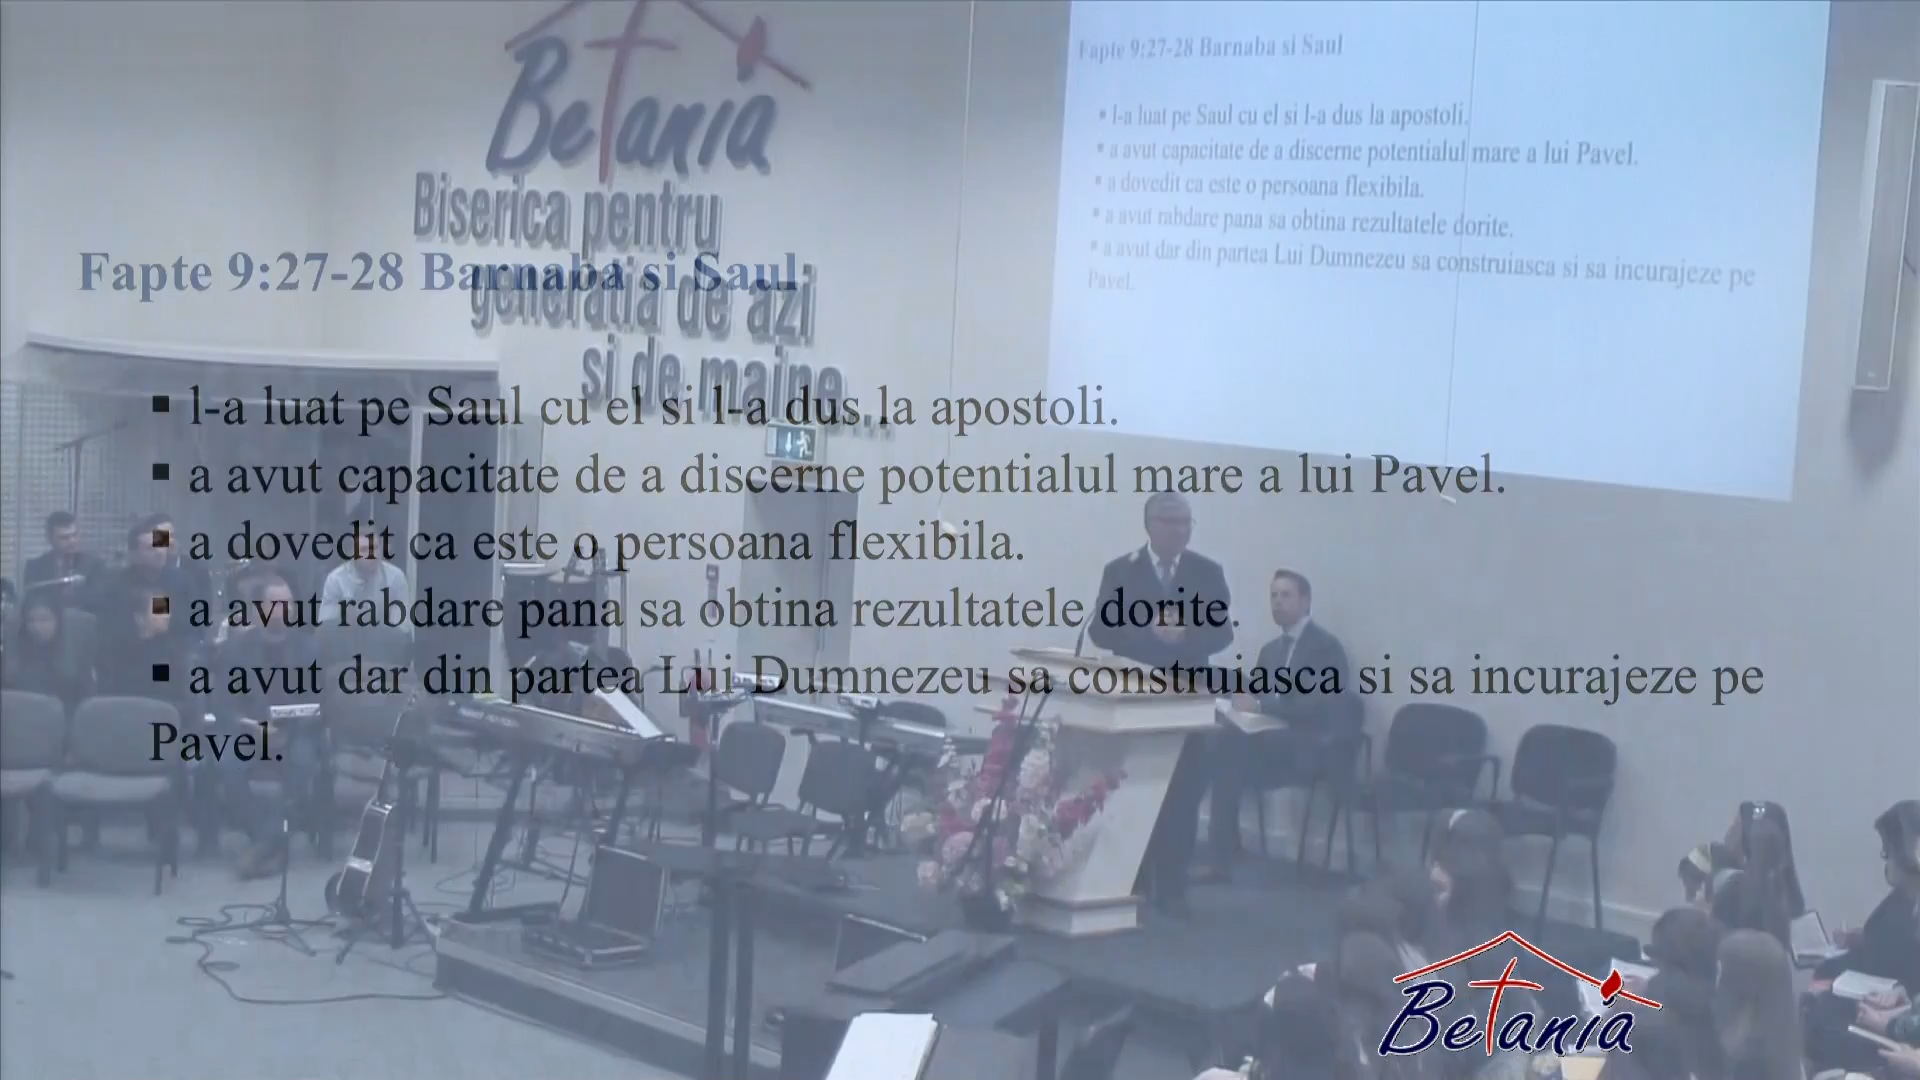 Betania
Biserica pentru
generatia de azi
si de maine...
Fapte 9:27-28 Barnaba si Saul
▪ l-a luat pe Saul cu el si l-a dus la apostoli.
▪ a avut capacitate de a discerne potentialul mare a lui Pavel.
▪ a dovedit ca este o persoana flexibila.
▪ a avut rabdare pana sa obtina rezultatele dorite.
▪ a avut dar din partea Lui Dumnezeu sa construiasca si sa incurajeze pe
Pavel.
Fapte 9:27-28 Barnaba si Saul
▪ l-a luat pe Saul cu el si l-a dus la apostoli.
▪ a avut capacitate de a discerne potentialul mare a lui Pavel.
▪ a dovedit ca este o persoana flexibila.
▪ a avut rabdare pana sa obtina rezultatele dorite.
▪ a avut dar din partea Lui Dumnezeu sa construiasca si sa incurajeze pe
Pavel.
Betania